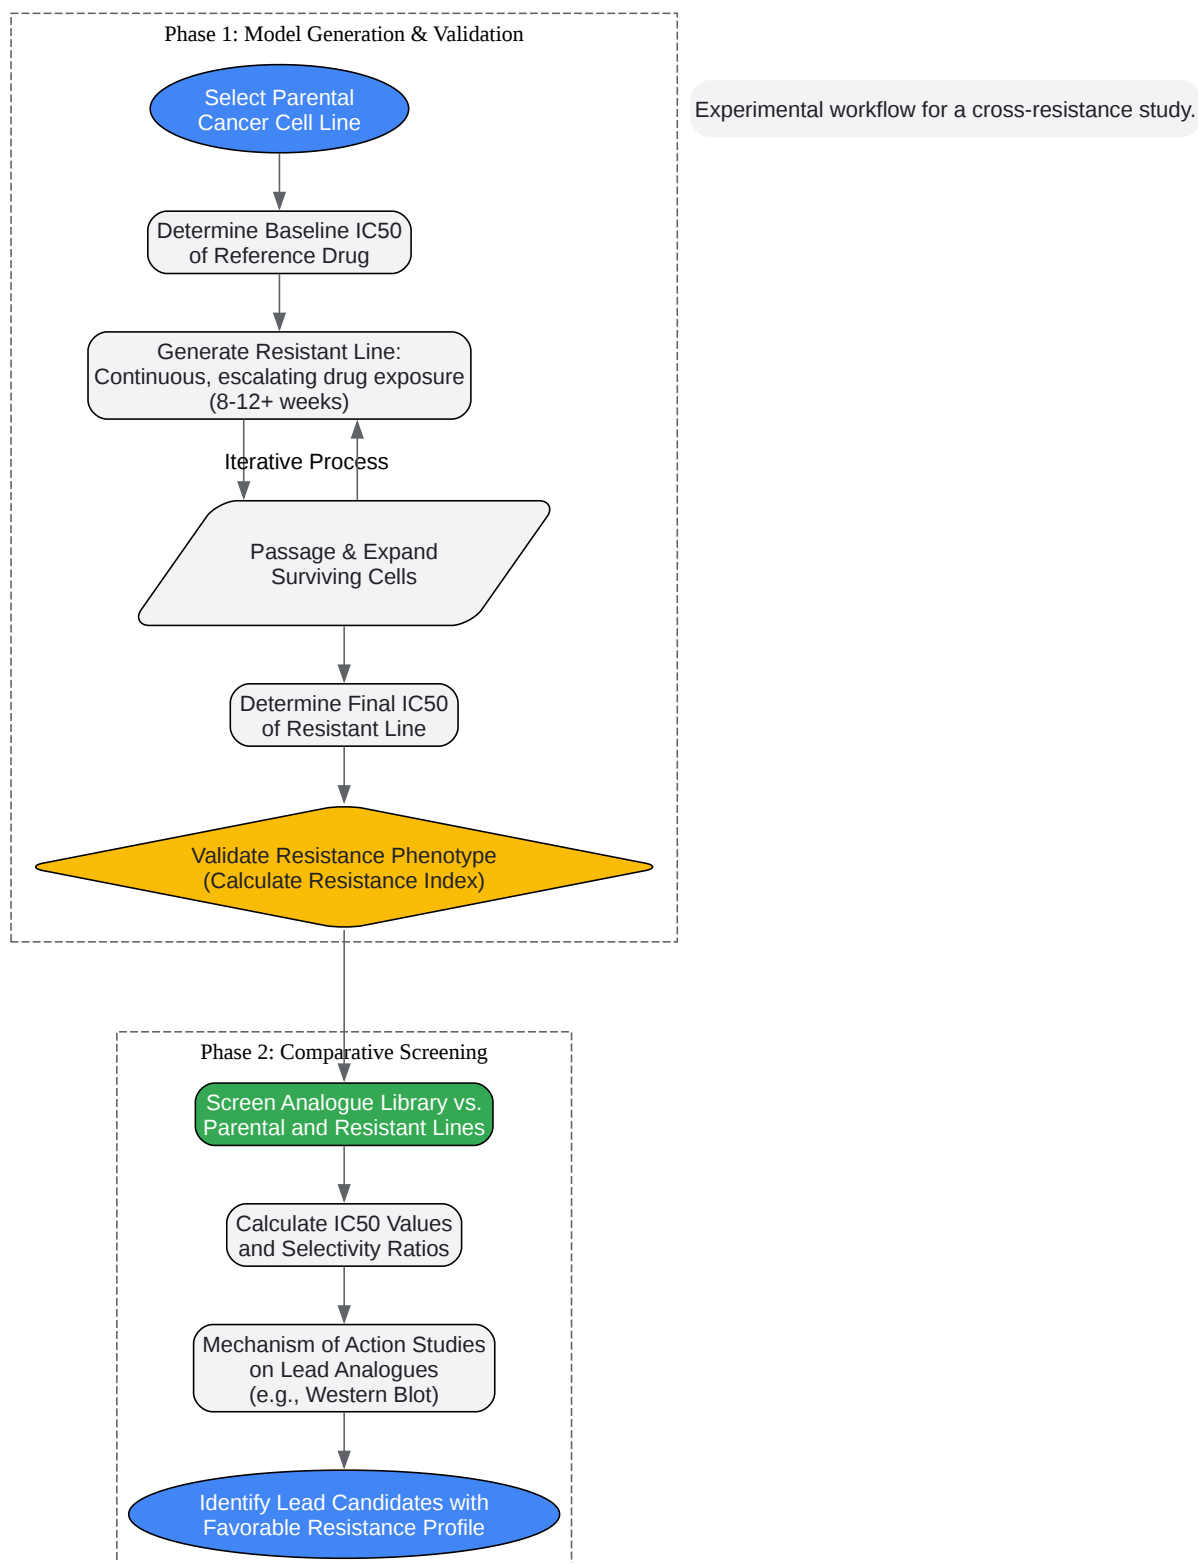 Phase 1: Model Generation & Validation
Select Parental
Cancer Cell Line
Experimental workflow for a cross-resistance study.
Determine Baseline IC50
of Reference Drug
Generate Resistant Line:
Continuous, escalating drug exposure
(8-12+ weeks)
Iterative Process
Passage & Expand
Surviving Cells
Determine Final IC50
of Resistant Line
Validate Resistance Phenotype
(Calculate Resistance Index)
Phase 2: Comparative Screening
Screen Analogue Library vs.
Parental and Resistant Lines
Calculate IC50 Values
and Selectivity Ratios
Mechanism of Action Studies
on Lead Analogues
(e.g., Western Blot)
Identify Lead Candidates with
Favorable Resistance Profile